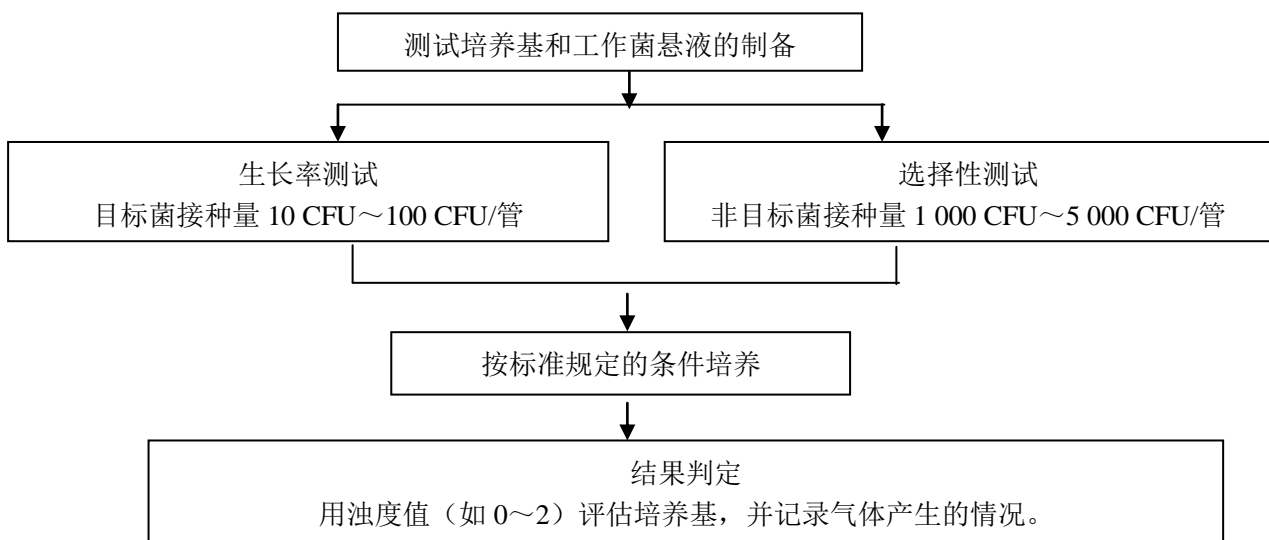 测试培养基和工作菌悬液的制备
生长率测试
目标菌接种量 10 CFU～100 CFU/管
选择性测试
非目标菌接种量 1 000 CFU～5 000 CFU/管
按标准规定的条件培养
结果判定
用浊度值（如 0～2）评估培养基，并记录气体产生的情况。